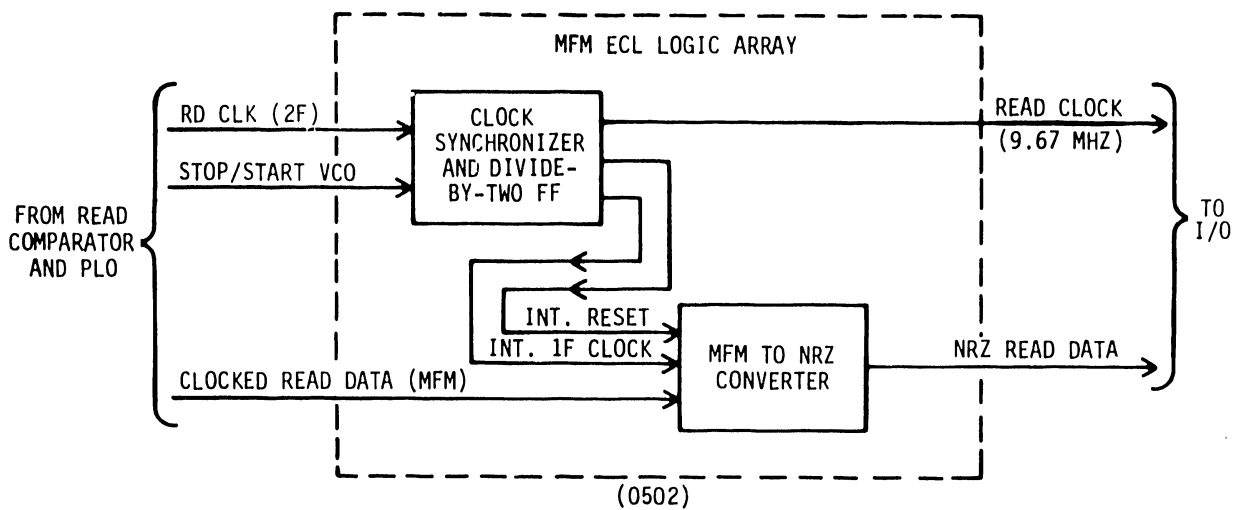 MFM ECL LOGIC ARRAY
RD CLK (2F)
STOP/START VCO
CLOCK
SYNCHRONIZER
AND DIVIDE-
BY-TWO FF
READ CLOCK
(9.67 MHZ)
FROM READ
COMPARATOR
AND PLO
TO
I/O
INT. RESET
INT. 1F CLOCK
MFM TO NRZ
CONVERTER
NRZ READ DATA
CLOCKED READ DATA (MFM)
(0502)